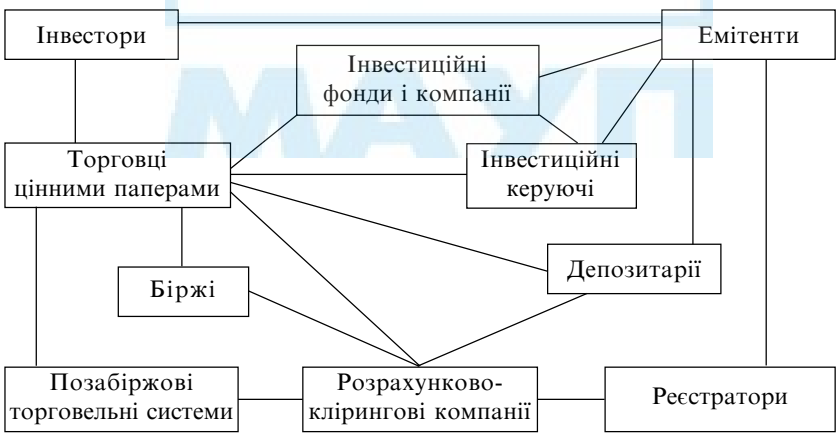 Інвестори
Емітенти
Інвестиційні
фонди і компанії
МАУП
Торговці
цінними паперами
Інвестиційні
керуючі
Депозитарії
Біржі
Позабіржові
торговельні системи
Розрахунково-
клірингові компанії
Реєстратори